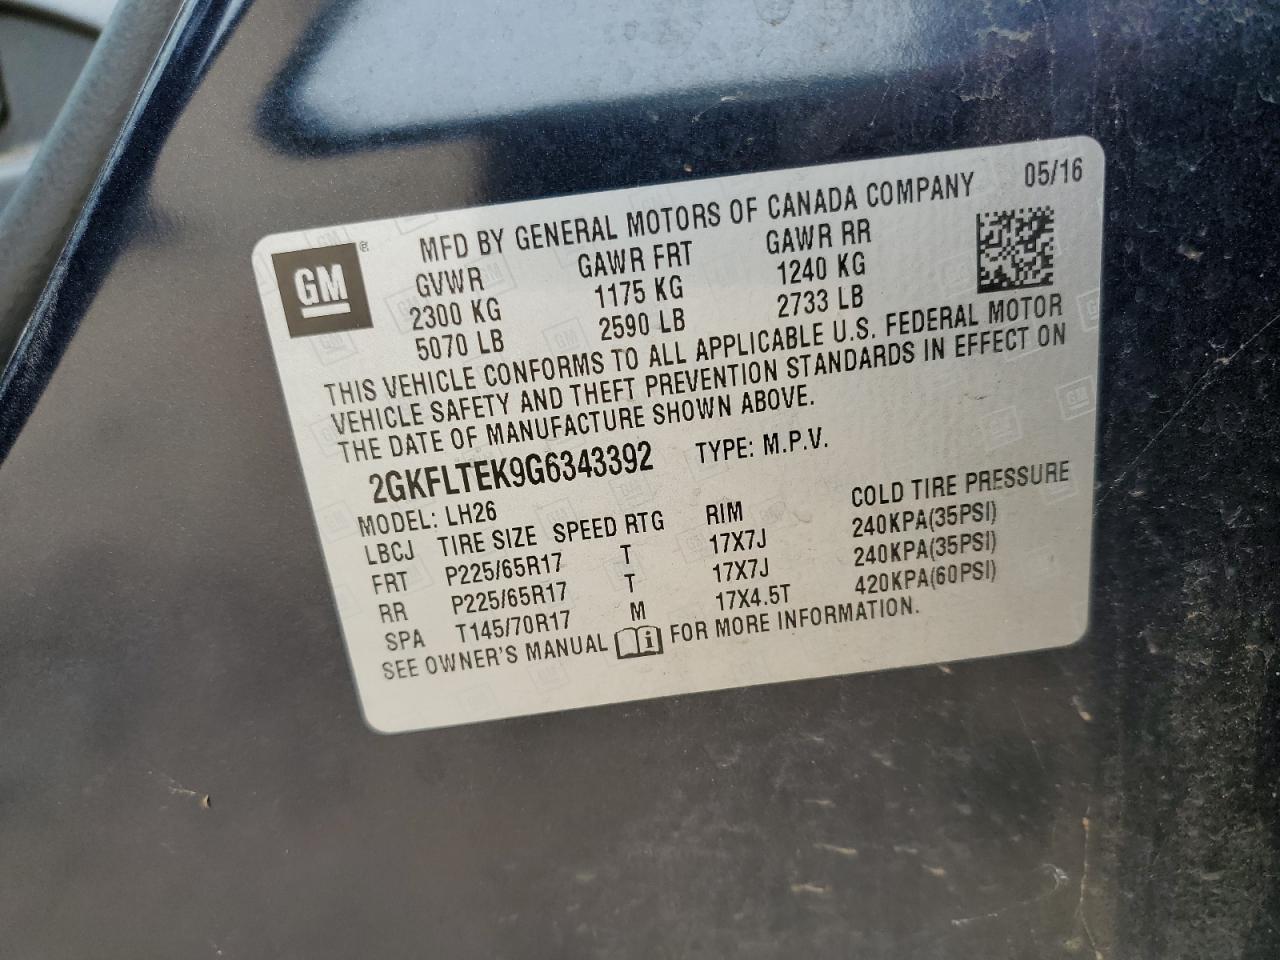 MFD BY GENERAL MOTORS OF CANADA COMPANY 05/16
GM ®
GVWR GAWR FRT GAWR RR
2300 KG 1175 KG 1240 KG
5070 LB 2590 LB 2733 LB
THIS VEHICLE CONFORMS TO ALL APPLICABLE U.S. FEDERAL MOTOR
VEHICLE SAFETY AND THEFT PREVENTION STANDARDS IN EFFECT ON
THE DATE OF MANUFACTURE SHOWN ABOVE.
2GKFLTEK9G6343392 TYPE: M.P.V.
MODEL: LH26
LBCJ TIRE SIZE SPEED RTG RIM COLD TIRE PRESSURE
FRT P225/65R17 T 17X7J 240KPA(35PSI)
RR P225/65R17 T 17X7J 240KPA(35PSI)
SPA T145/70R17 M 17X4.5T 420KPA(60PSI)
SEE OWNER'S MANUAL FOR MORE INFORMATION.